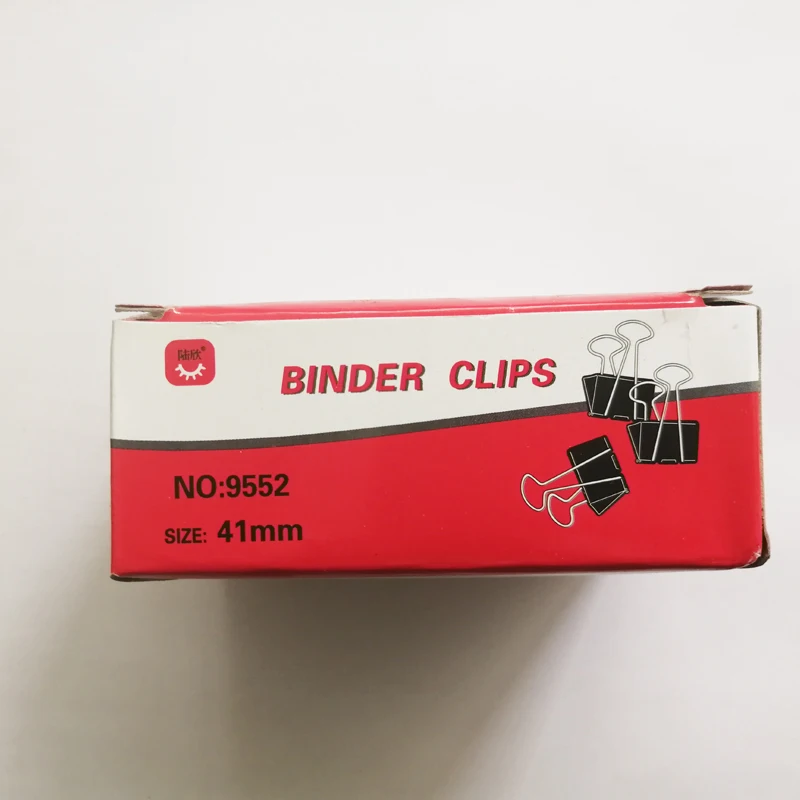 BINDER CLIPS
NO:9552
SIZE: 41mm